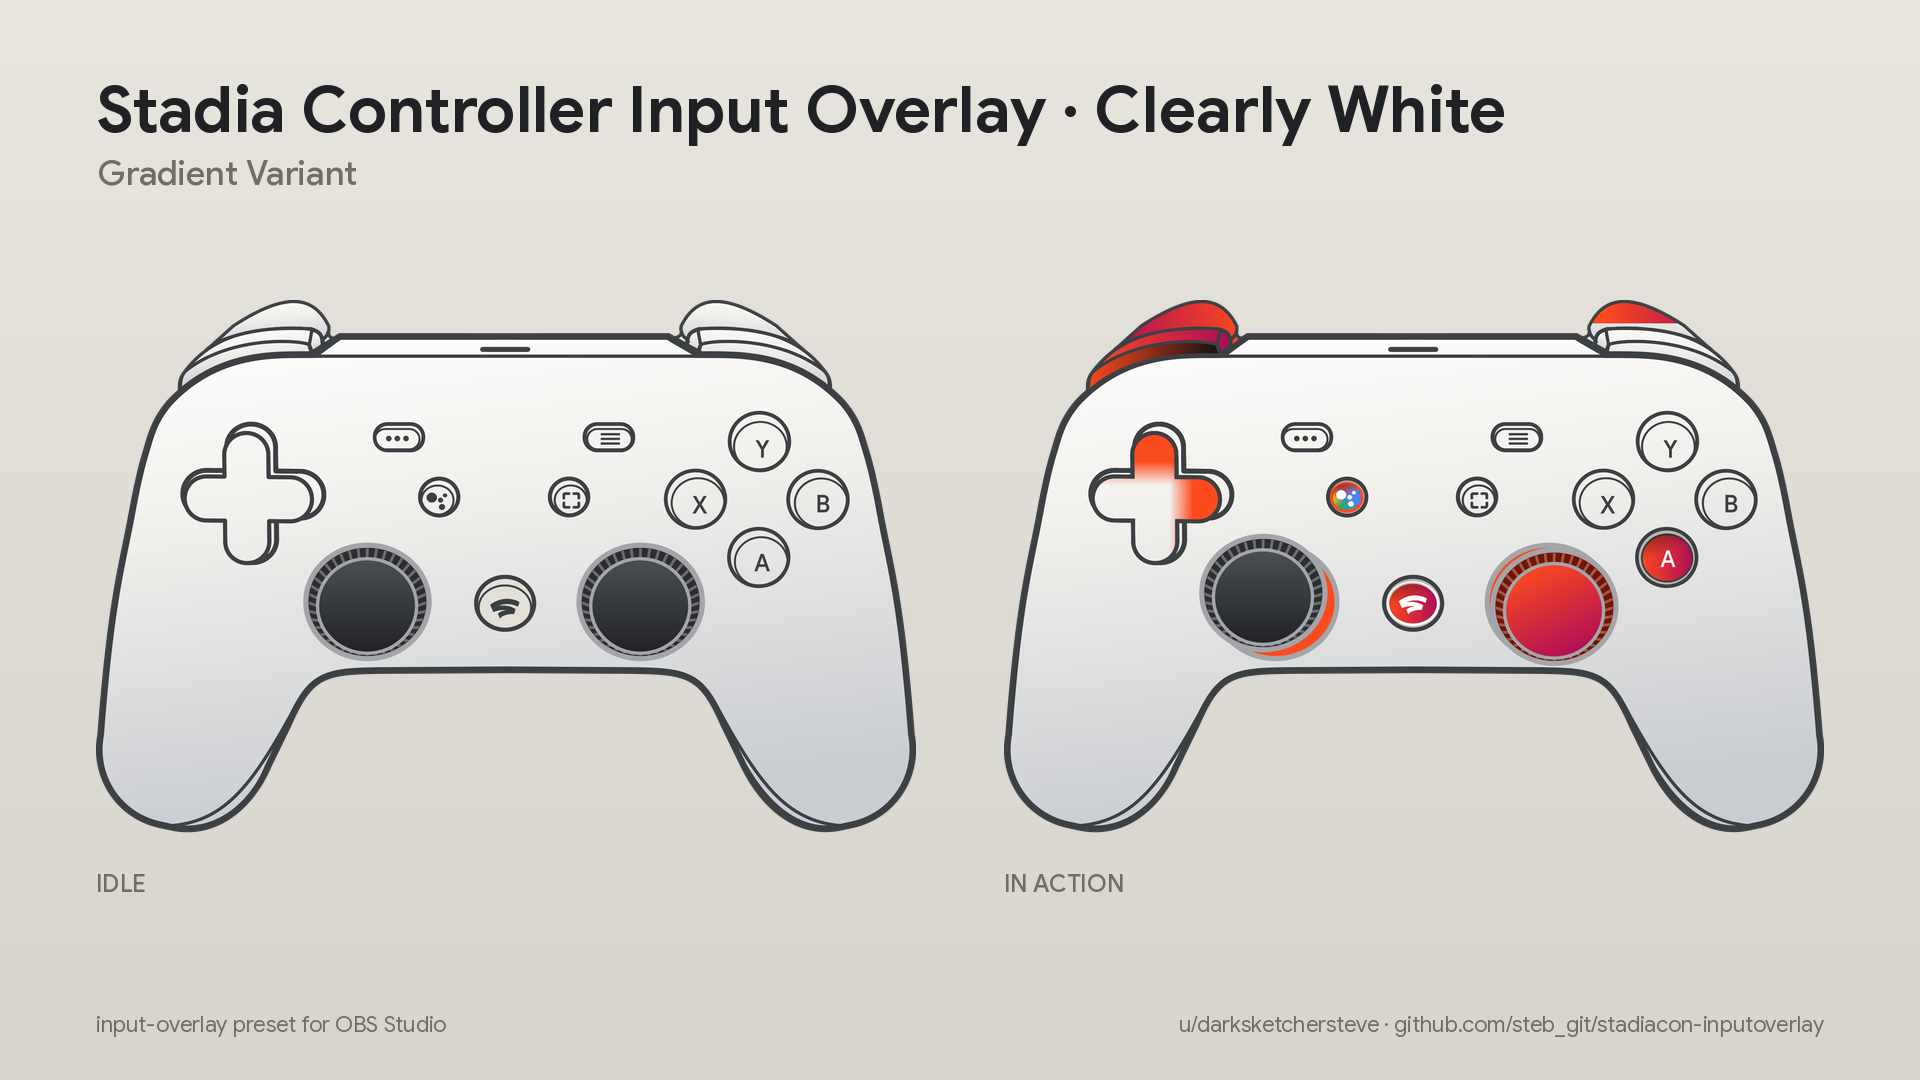 Stadia Controller Input Overlay · Clearly White
Gradient Variant
Y
X
B
A
Y
X
B
A
IDLE
IN ACTION
input-overlay preset for OBS Studio
u/darksketchersteve · github.com/steb_git/stadiacon-inputoverlay